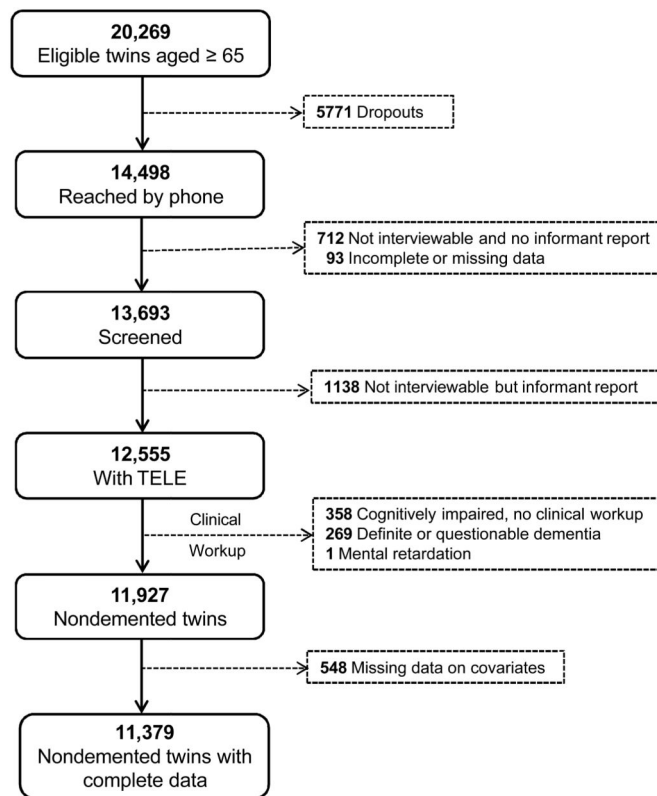 20,269
Eligible twins aged ≥ 65
5771 Dropouts
14,498
Reached by phone
712 Not interviewable and no informant report
93 Incomplete or missing data
13,693
Screened
1138 Not interviewable but informant report
12,555
With TELE
Clinical
Workup
358 Cognitively impaired, no clinical workup
269 Definite or questionable dementia
1 Mental retardation
11,927
Nondemented twins
548 Missing data on covariates
11,379
Nondemented twins with
complete data